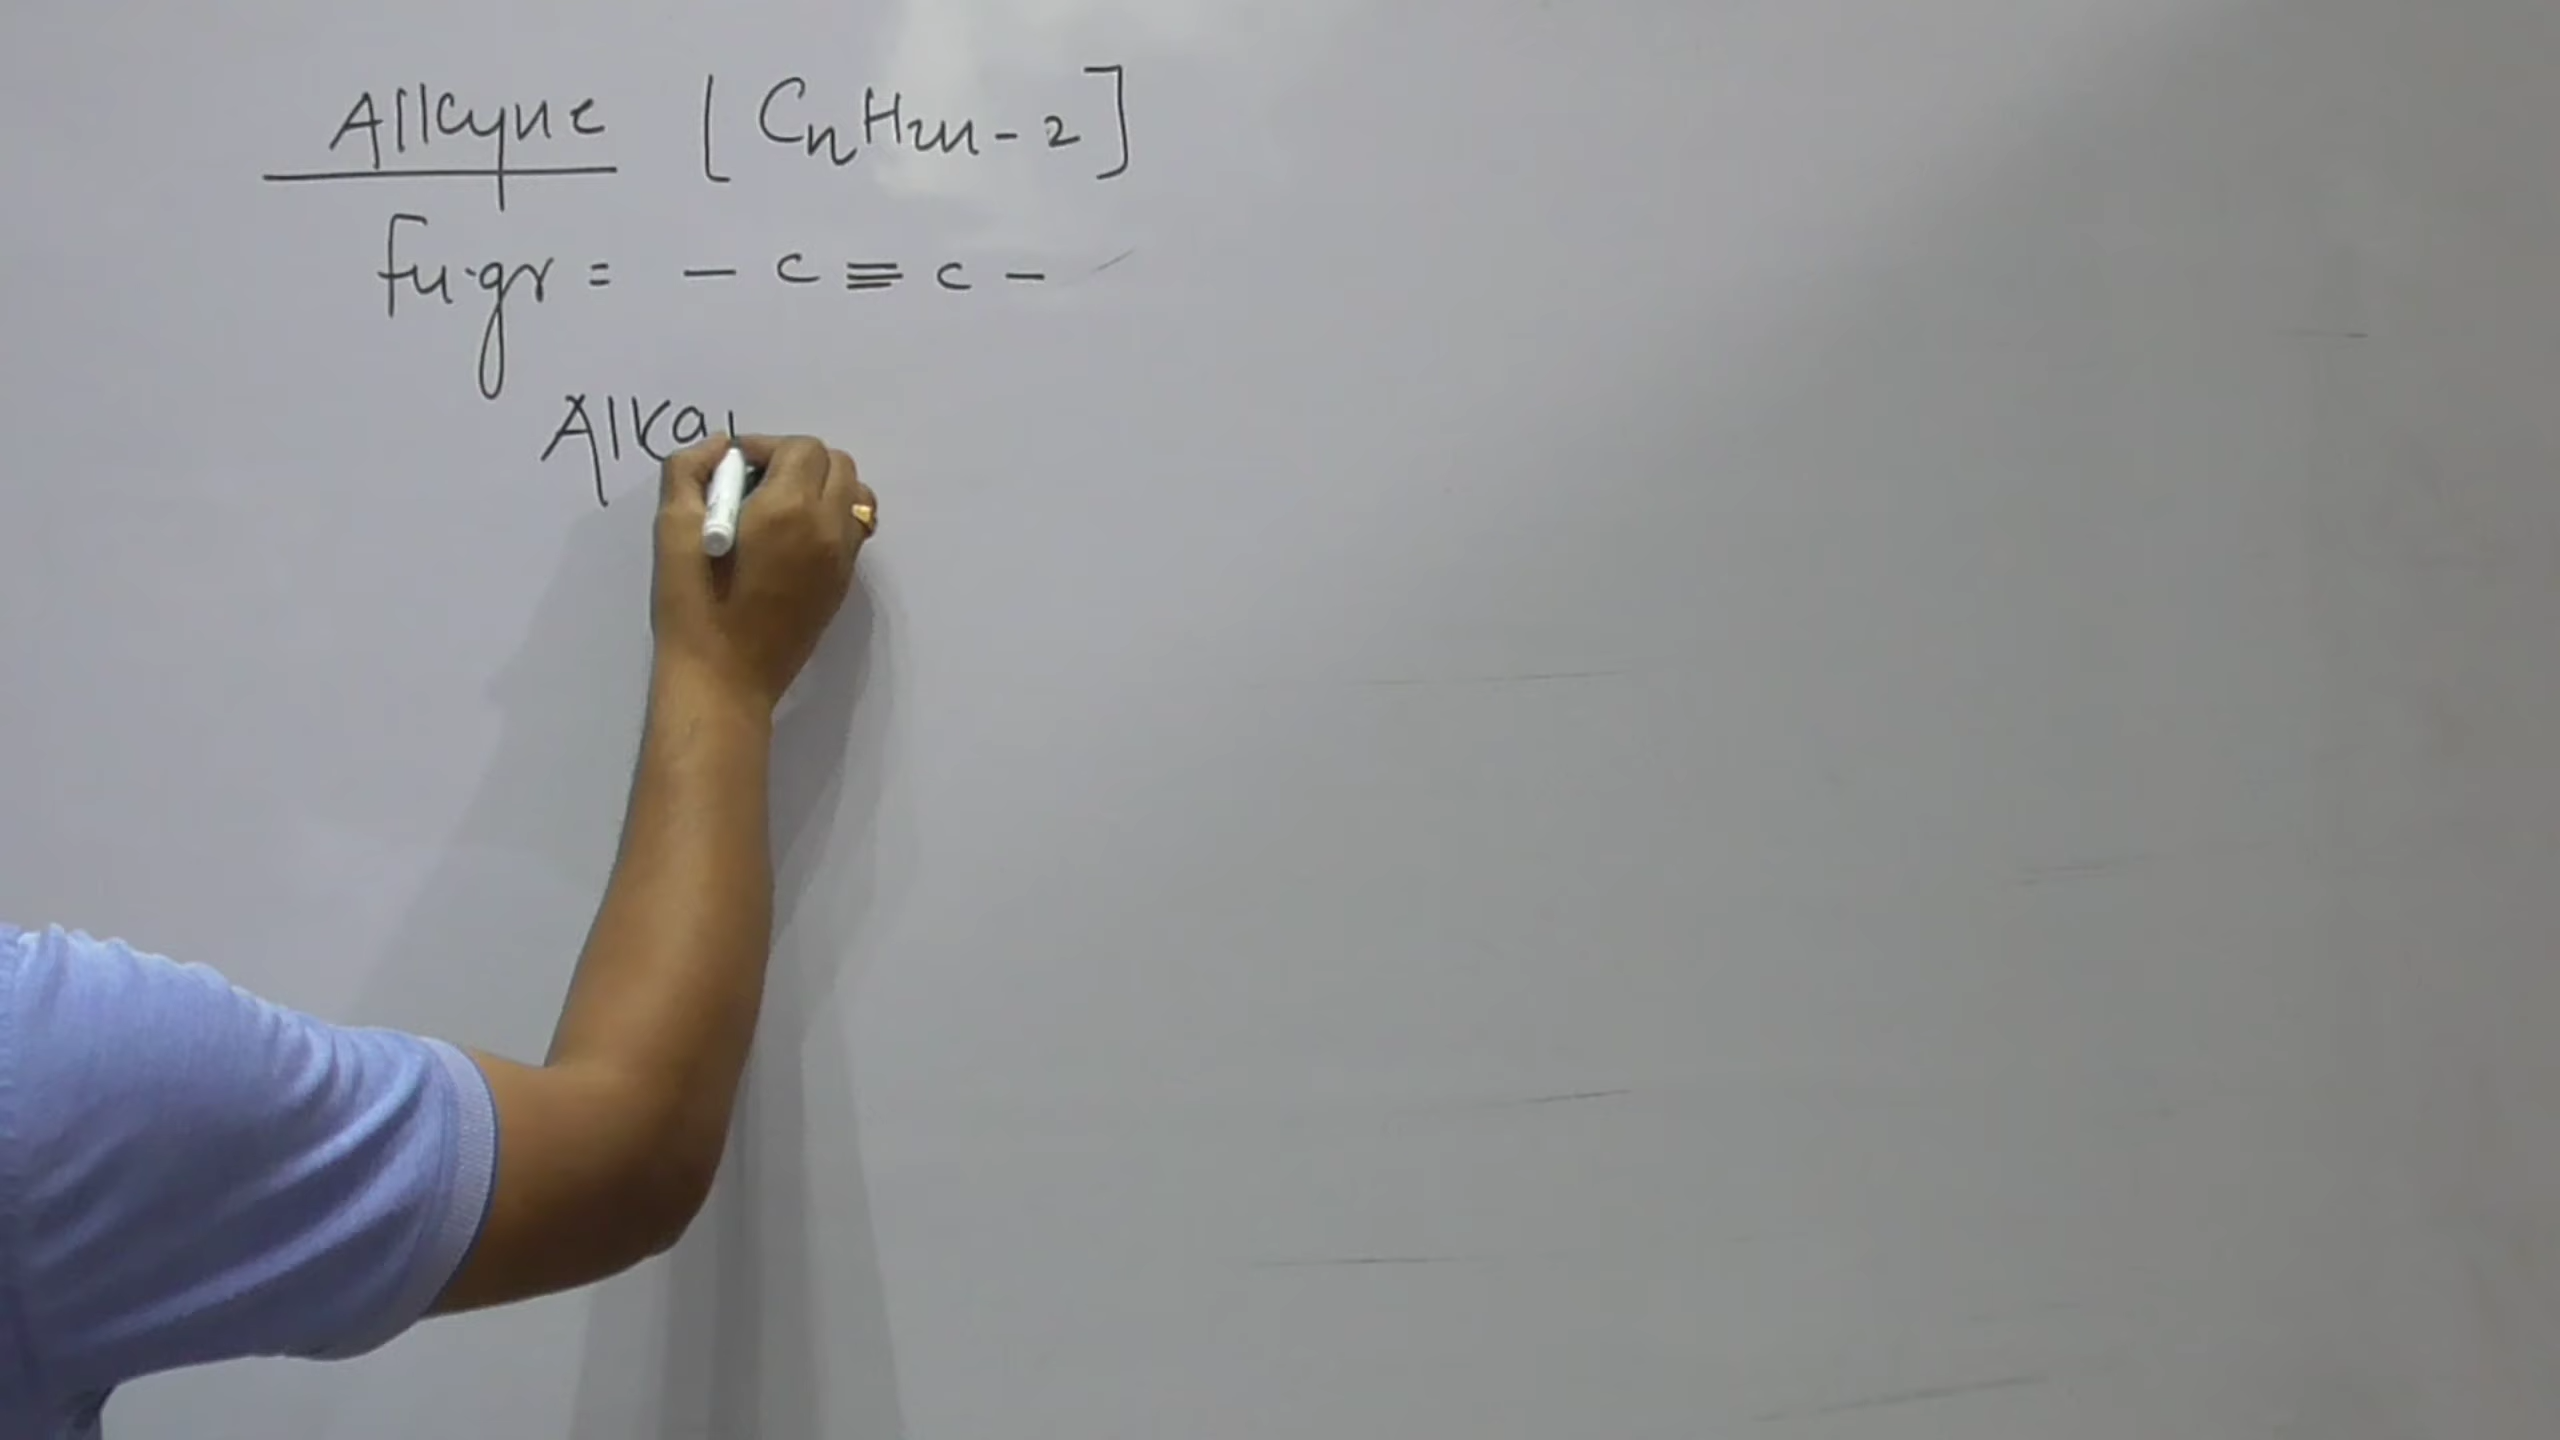 Alkyne [CnH2n-2]
fu.gr = - c ≡ c -
Alka